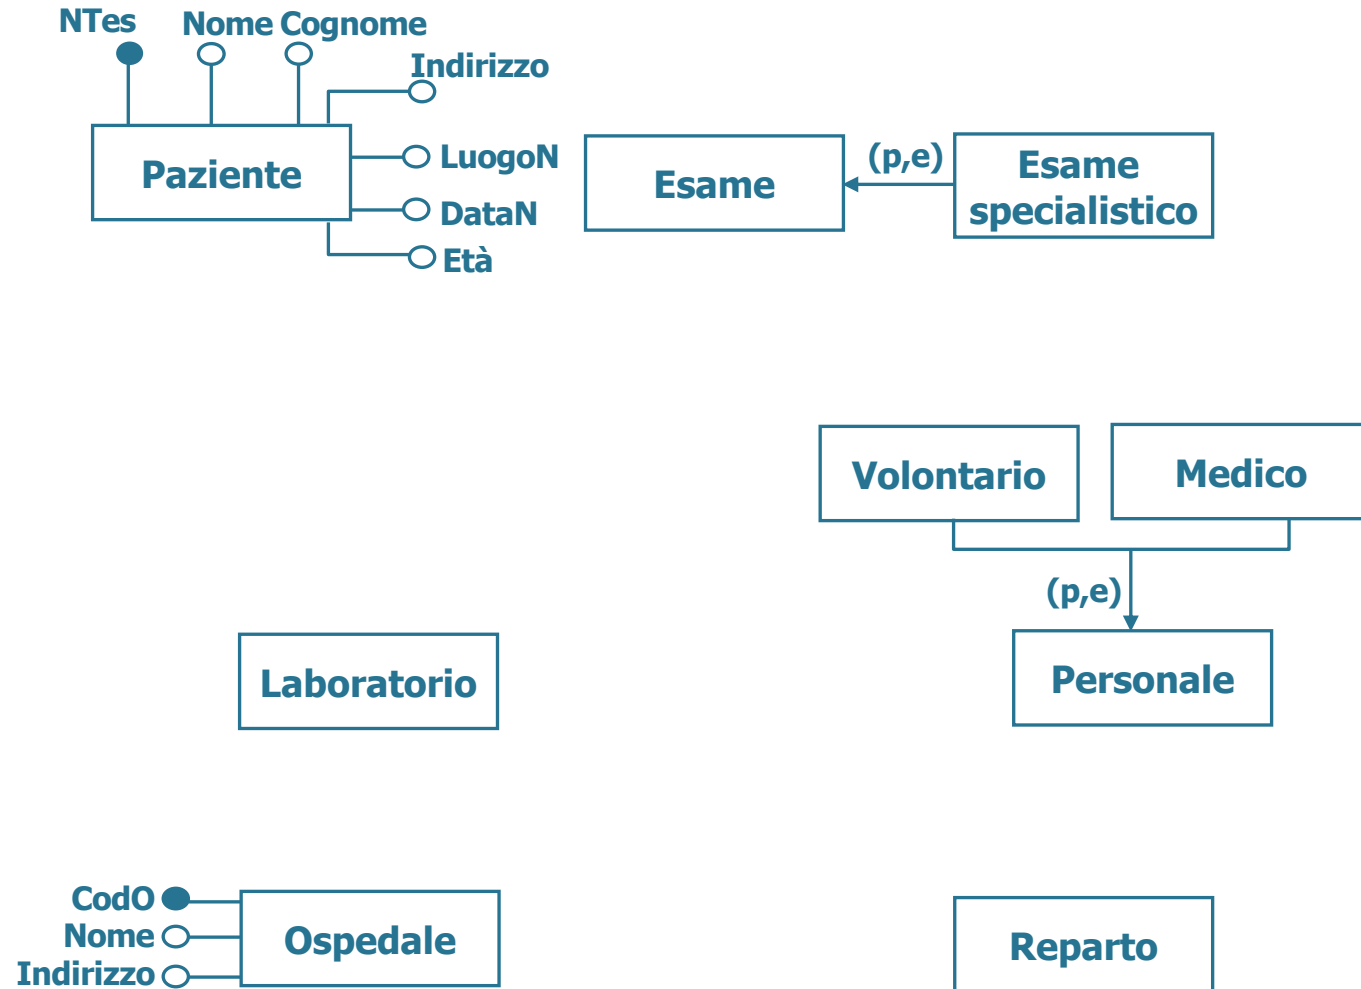 NTes
Nome Cognome
Indirizzo
Paziente
LuogoN
DataN
Età
Esame
(p,e)
Esame
specialistico
Volontario
Medico
(p,e)
Laboratorio
Personale
CodO
Nome
Indirizzo
Ospedale
Reparto